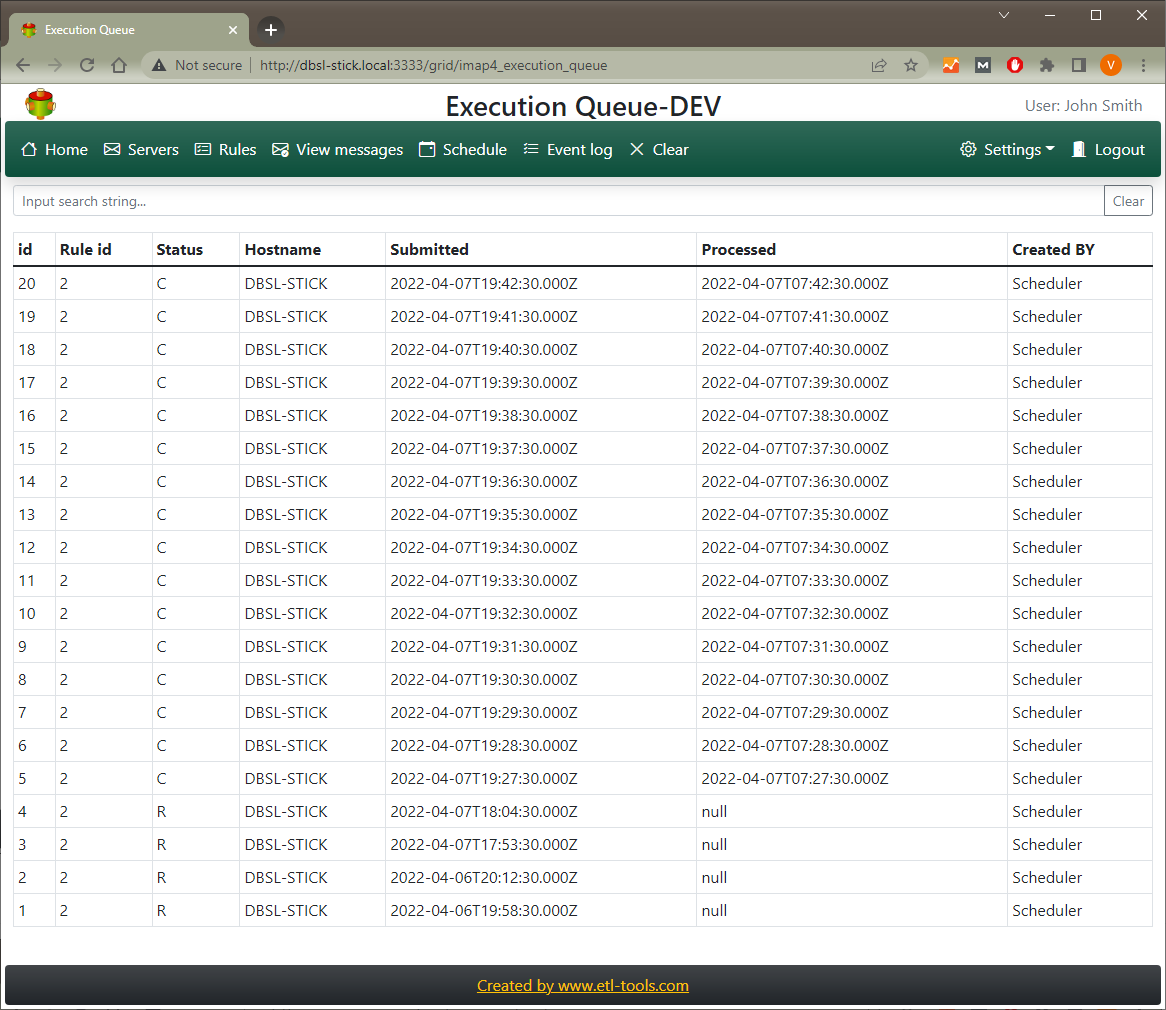 Execution Queue
Not secure http://dbsl-stick.local:3333/grid/imap4_execution_queue
M V
Execution Queue-DEV
User: John Smith
Home Servers Rules View messages Schedule Event log Clear Settings Logout
Input search string... Clear
id Rule id Status Hostname Submitted Processed Created BY
20 2 C DBSL-STICK 2022-04-07T19:42:30.000Z 2022-04-07T07:42:30.000Z Scheduler
19 2 C DBSL-STICK 2022-04-07T19:41:30.000Z 2022-04-07T07:41:30.000Z Scheduler
18 2 C DBSL-STICK 2022-04-07T19:40:30.000Z 2022-04-07T07:40:30.000Z Scheduler
17 2 C DBSL-STICK 2022-04-07T19:39:30.000Z 2022-04-07T07:39:30.000Z Scheduler
16 2 C DBSL-STICK 2022-04-07T19:38:30.000Z 2022-04-07T07:38:30.000Z Scheduler
15 2 C DBSL-STICK 2022-04-07T19:37:30.000Z 2022-04-07T07:37:30.000Z Scheduler
14 2 C DBSL-STICK 2022-04-07T19:36:30.000Z 2022-04-07T07:36:30.000Z Scheduler
13 2 C DBSL-STICK 2022-04-07T19:35:30.000Z 2022-04-07T07:35:30.000Z Scheduler
12 2 C DBSL-STICK 2022-04-07T19:34:30.000Z 2022-04-07T07:34:30.000Z Scheduler
11 2 C DBSL-STICK 2022-04-07T19:33:30.000Z 2022-04-07T07:33:30.000Z Scheduler
10 2 C DBSL-STICK 2022-04-07T19:32:30.000Z 2022-04-07T07:32:30.000Z Scheduler
9 2 C DBSL-STICK 2022-04-07T19:31:30.000Z 2022-04-07T07:31:30.000Z Scheduler
8 2 C DBSL-STICK 2022-04-07T19:30:30.000Z 2022-04-07T07:30:30.000Z Scheduler
7 2 C DBSL-STICK 2022-04-07T19:29:30.000Z 2022-04-07T07:29:30.000Z Scheduler
6 2 C DBSL-STICK 2022-04-07T19:28:30.000Z 2022-04-07T07:28:30.000Z Scheduler
5 2 C DBSL-STICK 2022-04-07T19:27:30.000Z 2022-04-07T07:27:30.000Z Scheduler
4 2 R DBSL-STICK 2022-04-07T18:04:30.000Z null Scheduler
3 2 R DBSL-STICK 2022-04-07T17:53:30.000Z null Scheduler
2 2 R DBSL-STICK 2022-04-06T20:12:30.000Z null Scheduler
1 2 R DBSL-STICK 2022-04-06T19:58:30.000Z null Scheduler
Created by www.etl-tools.com